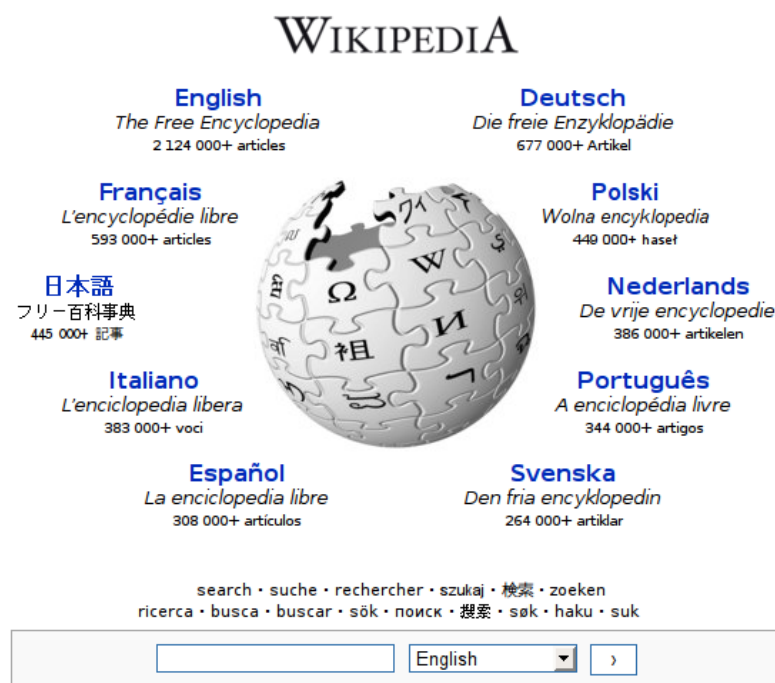 WIKIPEDIA
English
The Free Encyclopedia
2 124 000+ articles
Deutsch
Die freie Enzyklopädie
677 000+ Artikel
Français
L'encyclopédie libre
593 000+ articles
Polski
Wolna encyklopedia
449 000+ haseł
日本語
フリー百科事典
445 000+ 記事
Nederlands
De vrije encyclopedie
386 000+ artikelen
Italiano
L'enciclopedia libera
383 000+ voci
Português
A enciclopédia livre
344 000+ artigos
Español
La enciclopedia libre
308 000+ artículos
Svenska
Den fria encyklopedin
264 000+ artiklar
Ω
W
И
祖
ワィ
search · suche · rechercher · szukaj · 検索 · zoeken
ricerca · busca · buscar · sök · поиск · 搜索 · søk · haku · suk
English